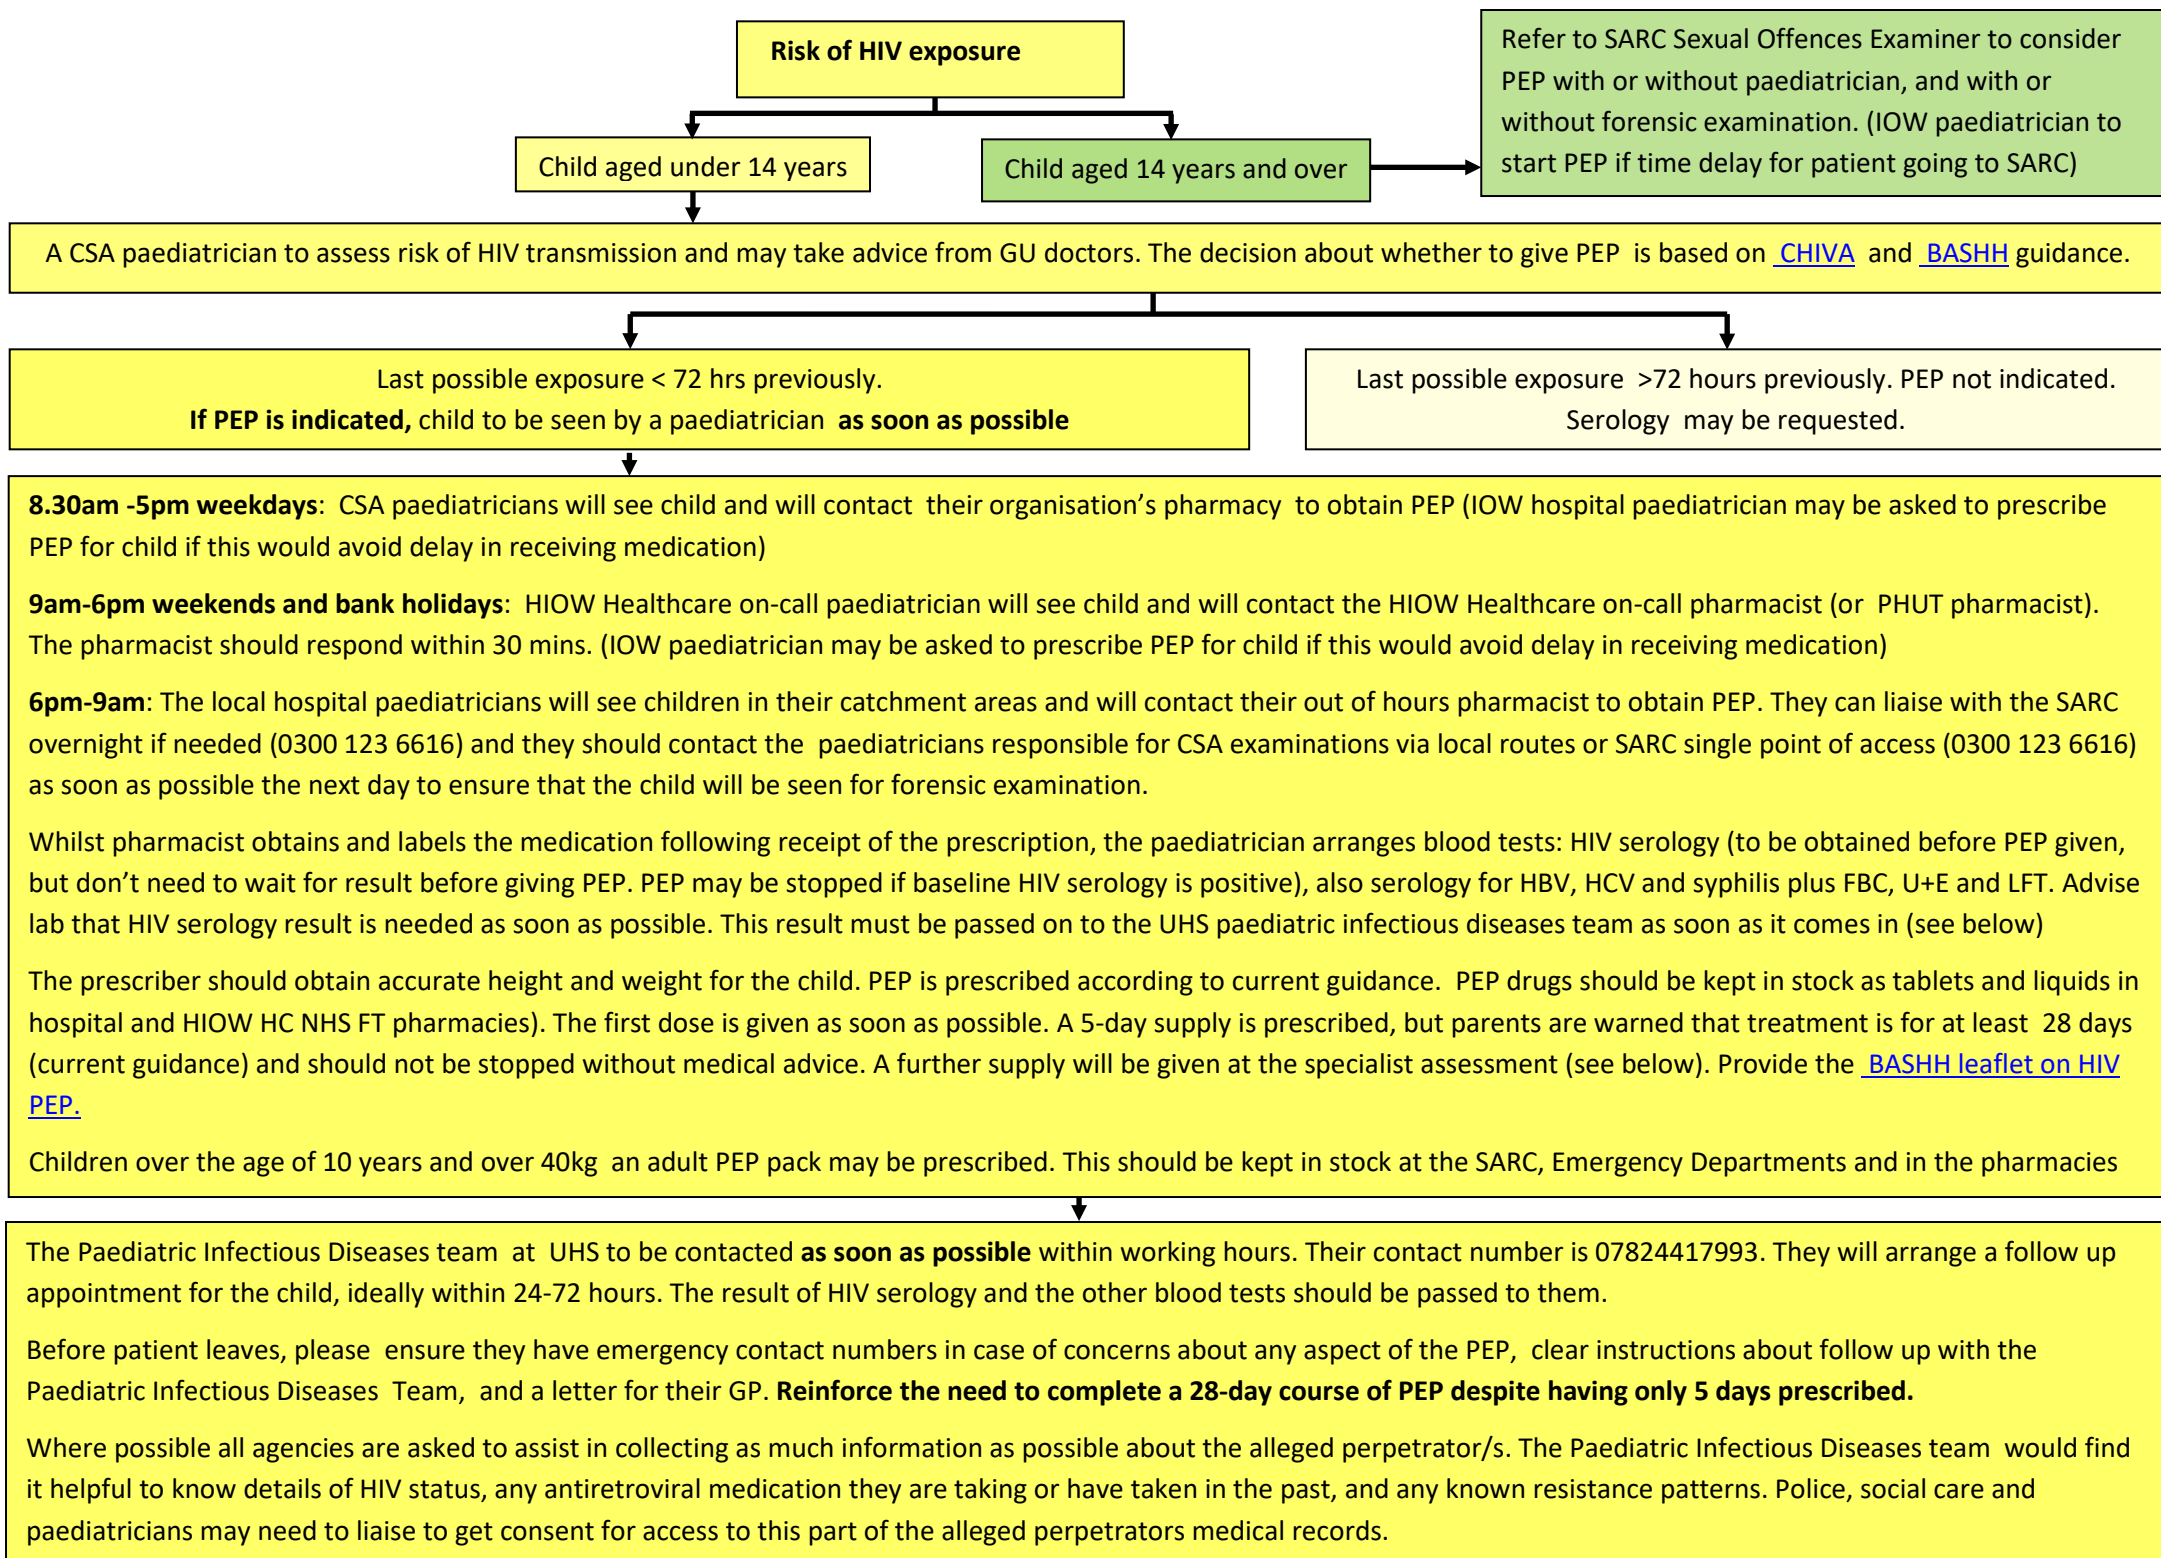 Risk of HIV exposure
Refer to SARC Sexual Offences Examiner to consider
PEP with or without paediatrician, and with or
without forensic examination. (IOW paediatrician to
start PEP if time delay for patient going to SARC)
Child aged under 14 years
Child aged 14 years and over
A CSA paediatrician to assess risk of HIV transmission and may take advice from GU doctors. The decision about whether to give PEP is based on CHIVA and BASHH guidance.
Last possible exposure < 72 hrs previously.
If PEP is indicated, child to be seen by a paediatrician as soon as possible
Last possible exposure >72 hours previously. PEP not indicated.
Serology may be requested.
8.30am -5pm weekdays: CSA paediatricians will see child and will contact their organisation's pharmacy to obtain PEP (IOW hospital paediatrician may be asked to prescribe
PEP for child if this would avoid delay in receiving medication)
9am-6pm weekends and bank holidays: HIOW Healthcare on-call paediatrician will see child and will contact the HIOW Healthcare on-call pharmacist (or PHUT pharmacist).
The pharmacist should respond within 30 mins. (IOW paediatrician may be asked to prescribe PEP for child if this would avoid delay in receiving medication)
6pm-9am: The local hospital paediatricians will see children in their catchment areas and will contact their out of hours pharmacist to obtain PEP. They can liaise with the SARC
overnight if needed (0300 123 6616) and they should contact the paediatricians responsible for CSA examinations via local routes or SARC single point of access (0300 123 6616)
as soon as possible the next day to ensure that the child will be seen for forensic examination.
Whilst pharmacist obtains and labels the medication following receipt of the prescription, the paediatrician arranges blood tests: HIV serology (to be obtained before PEP given,
but don't need to wait for result before giving PEP. PEP may be stopped if baseline HIV serology is positive), also serology for HBV, HCV and syphilis plus FBC, U+E and LFT. Advise
lab that HIV serology result is needed as soon as possible. This result must be passed on to the UHS paediatric infectious diseases team as soon as it comes in (see below)
The prescriber should obtain accurate height and weight for the child. PEP is prescribed according to current guidance. PEP drugs should be kept in stock as tablets and liquids in
hospital and HIOW HC NHS FT pharmacies). The first dose is given as soon as possible. A 5-day supply is prescribed, but parents are warned that treatment is for at least 28 days
(current guidance) and should not be stopped without medical advice. A further supply will be given at the specialist assessment (see below). Provide the BASHH leaflet on HIV
PEP.
Children over the age of 10 years and over 40kg an adult PEP pack may be prescribed. This should be kept in stock at the SARC, Emergency Departments and in the pharmacies
The Paediatric Infectious Diseases team at UHS to be contacted as soon as possible within working hours. Their contact number is 07824417993. They will arrange a follow up
appointment for the child, ideally within 24-72 hours. The result of HIV serology and the other blood tests should be passed to them.
Before patient leaves, please ensure they have emergency contact numbers in case of concerns about any aspect of the PEP, clear instructions about follow up with the
Paediatric Infectious Diseases Team, and a letter for their GP. Reinforce the need to complete a 28-day course of PEP despite having only 5 days prescribed.
Where possible all agencies are asked to assist in collecting as much information as possible about the alleged perpetrator/s. The Paediatric Infectious Diseases team would find
it helpful to know details of HIV status, any antiretroviral medication they are taking or have taken in the past, and any known resistance patterns. Police, social care and
paediatricians may need to liaise to get consent for access to this part of the alleged perpetrators medical records.